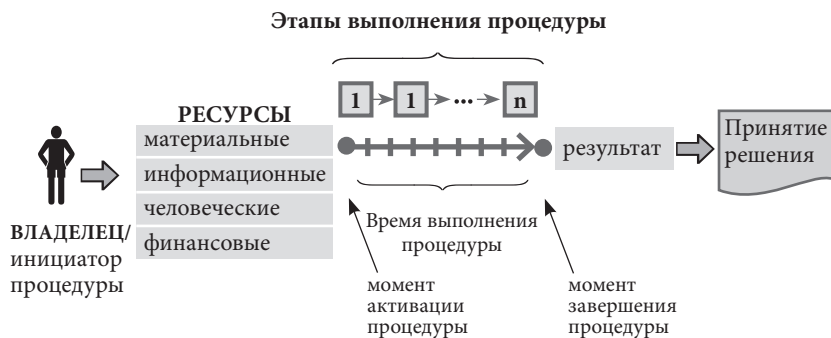 Этапы выполнения процедуры
1 1 ... n
РЕСУРСЫ
материальные
информационные
человеческие
финансовые
ВЛАДЕЛЕЦ/
инициатор
процедуры
результат
Принятие
решения
Время выполнения
процедуры
момент
активации
процедуры
момент
завершения
процедуры